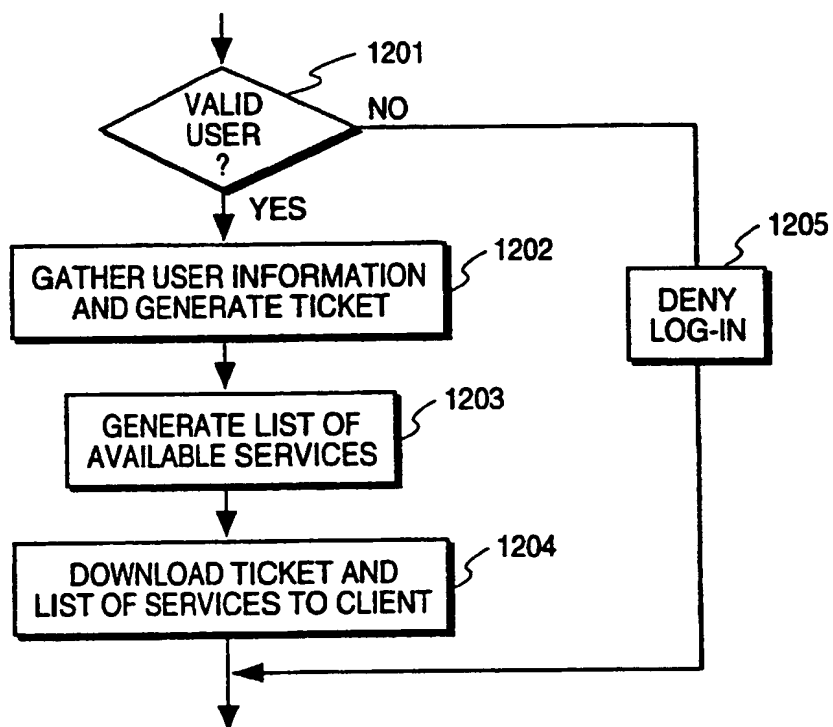 1201
VALID
USER
?
NO
YES
1202
GATHER USER INFORMATION
AND GENERATE TICKET
1205
DENY
LOG-IN
1203
GENERATE LIST OF
AVAILABLE SERVICES
1204
DOWNLOAD TICKET AND
LIST OF SERVICES TO CLIENT